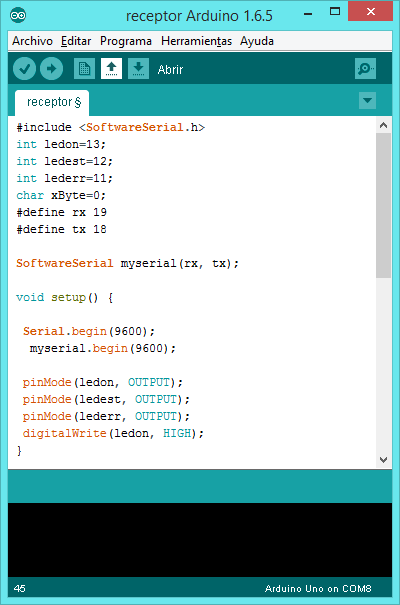 receptor Arduino 1.6.5
Archivo Editar Programa Herramientas Ayuda
Abrir
receptor §
#include <SoftwareSerial.h>
int ledon=13;
int ledest=12;
int lederr=11;
char xByte=0;
#define rx 19
#define tx 18
SoftwareSerial myserial(rx, tx);
void setup() {
Serial.begin(9600);
myserial.begin(9600);
pinMode(ledon, OUTPUT);
pinMode(ledest, OUTPUT);
pinMode(lederr, OUTPUT);
digitalWrite(ledon, HIGH);
}
45 Arduino Uno on COM8